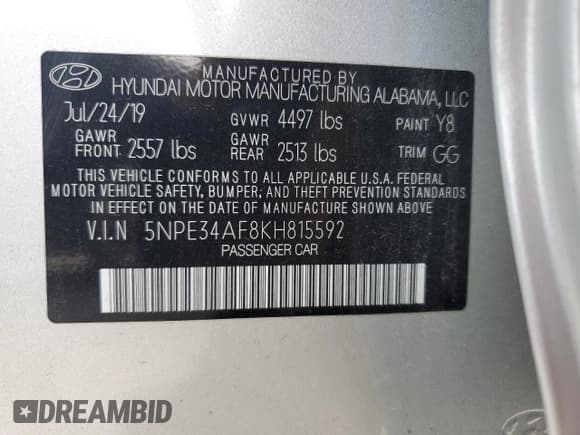 MANUFACTURED BY
HYUNDAI MOTOR MANUFACTURING ALABAMA, LLC
Jul/24/19 GVWR 4497 lbs PAINT Y8
GAWR FRONT 2557 lbs GAWR REAR 2513 lbs TRIM GG
THIS VEHICLE CONFORMS TO ALL APPLICABLE U.S.A. FEDERAL
MOTOR VEHICLE SAFETY, BUMPER, AND THEFT PREVENTION STANDARDS
IN EFFECT ON THE DATE OF MANUFACTURE SHOWN ABOVE.
V.I.N 5NPE34AF8KH815592
PASSENGER CAR
DREAMBID